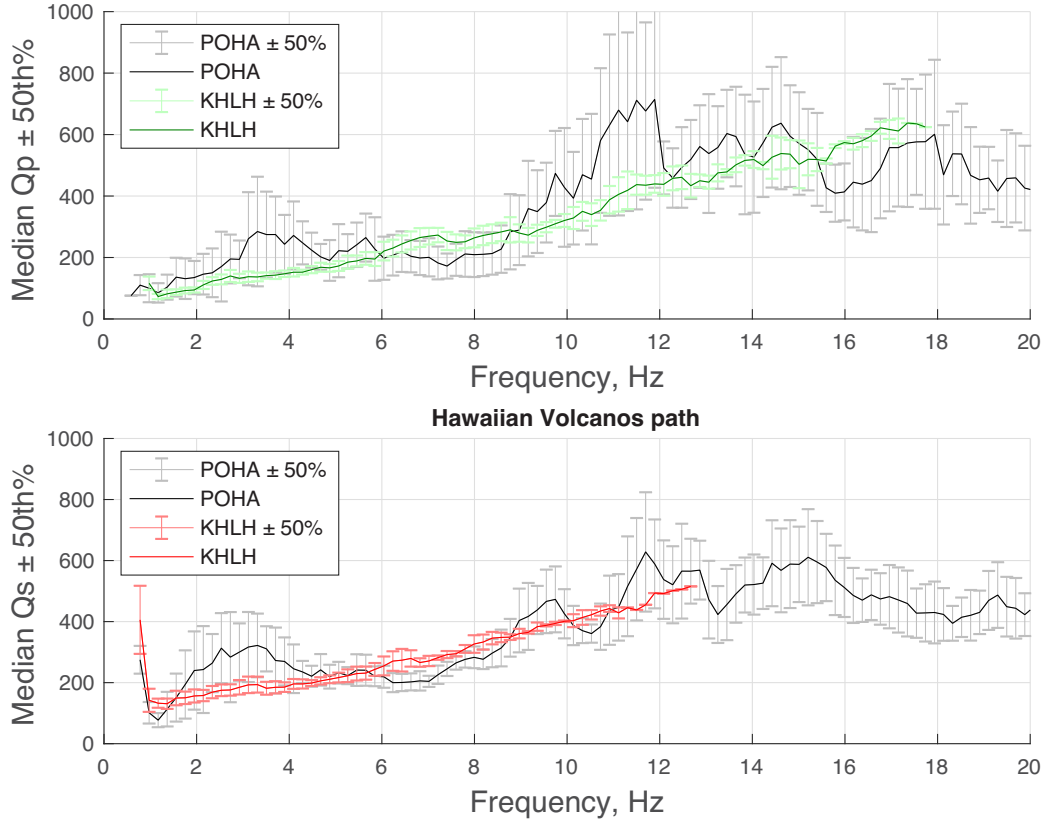 1000
800
600
400
200
0
Median Qp ± 50th%
POHA ± 50%
POHA
KHLH ± 50%
KHLH
0 2 4 6 8 10 12 14 16 18 20
Frequency, Hz
Hawaiian Volcanos path
1000
800
600
400
200
0
Median Qs ± 50th%
POHA ± 50%
POHA
KHLH ± 50%
KHLH
0 2 4 6 8 10 12 14 16 18 20
Frequency, Hz